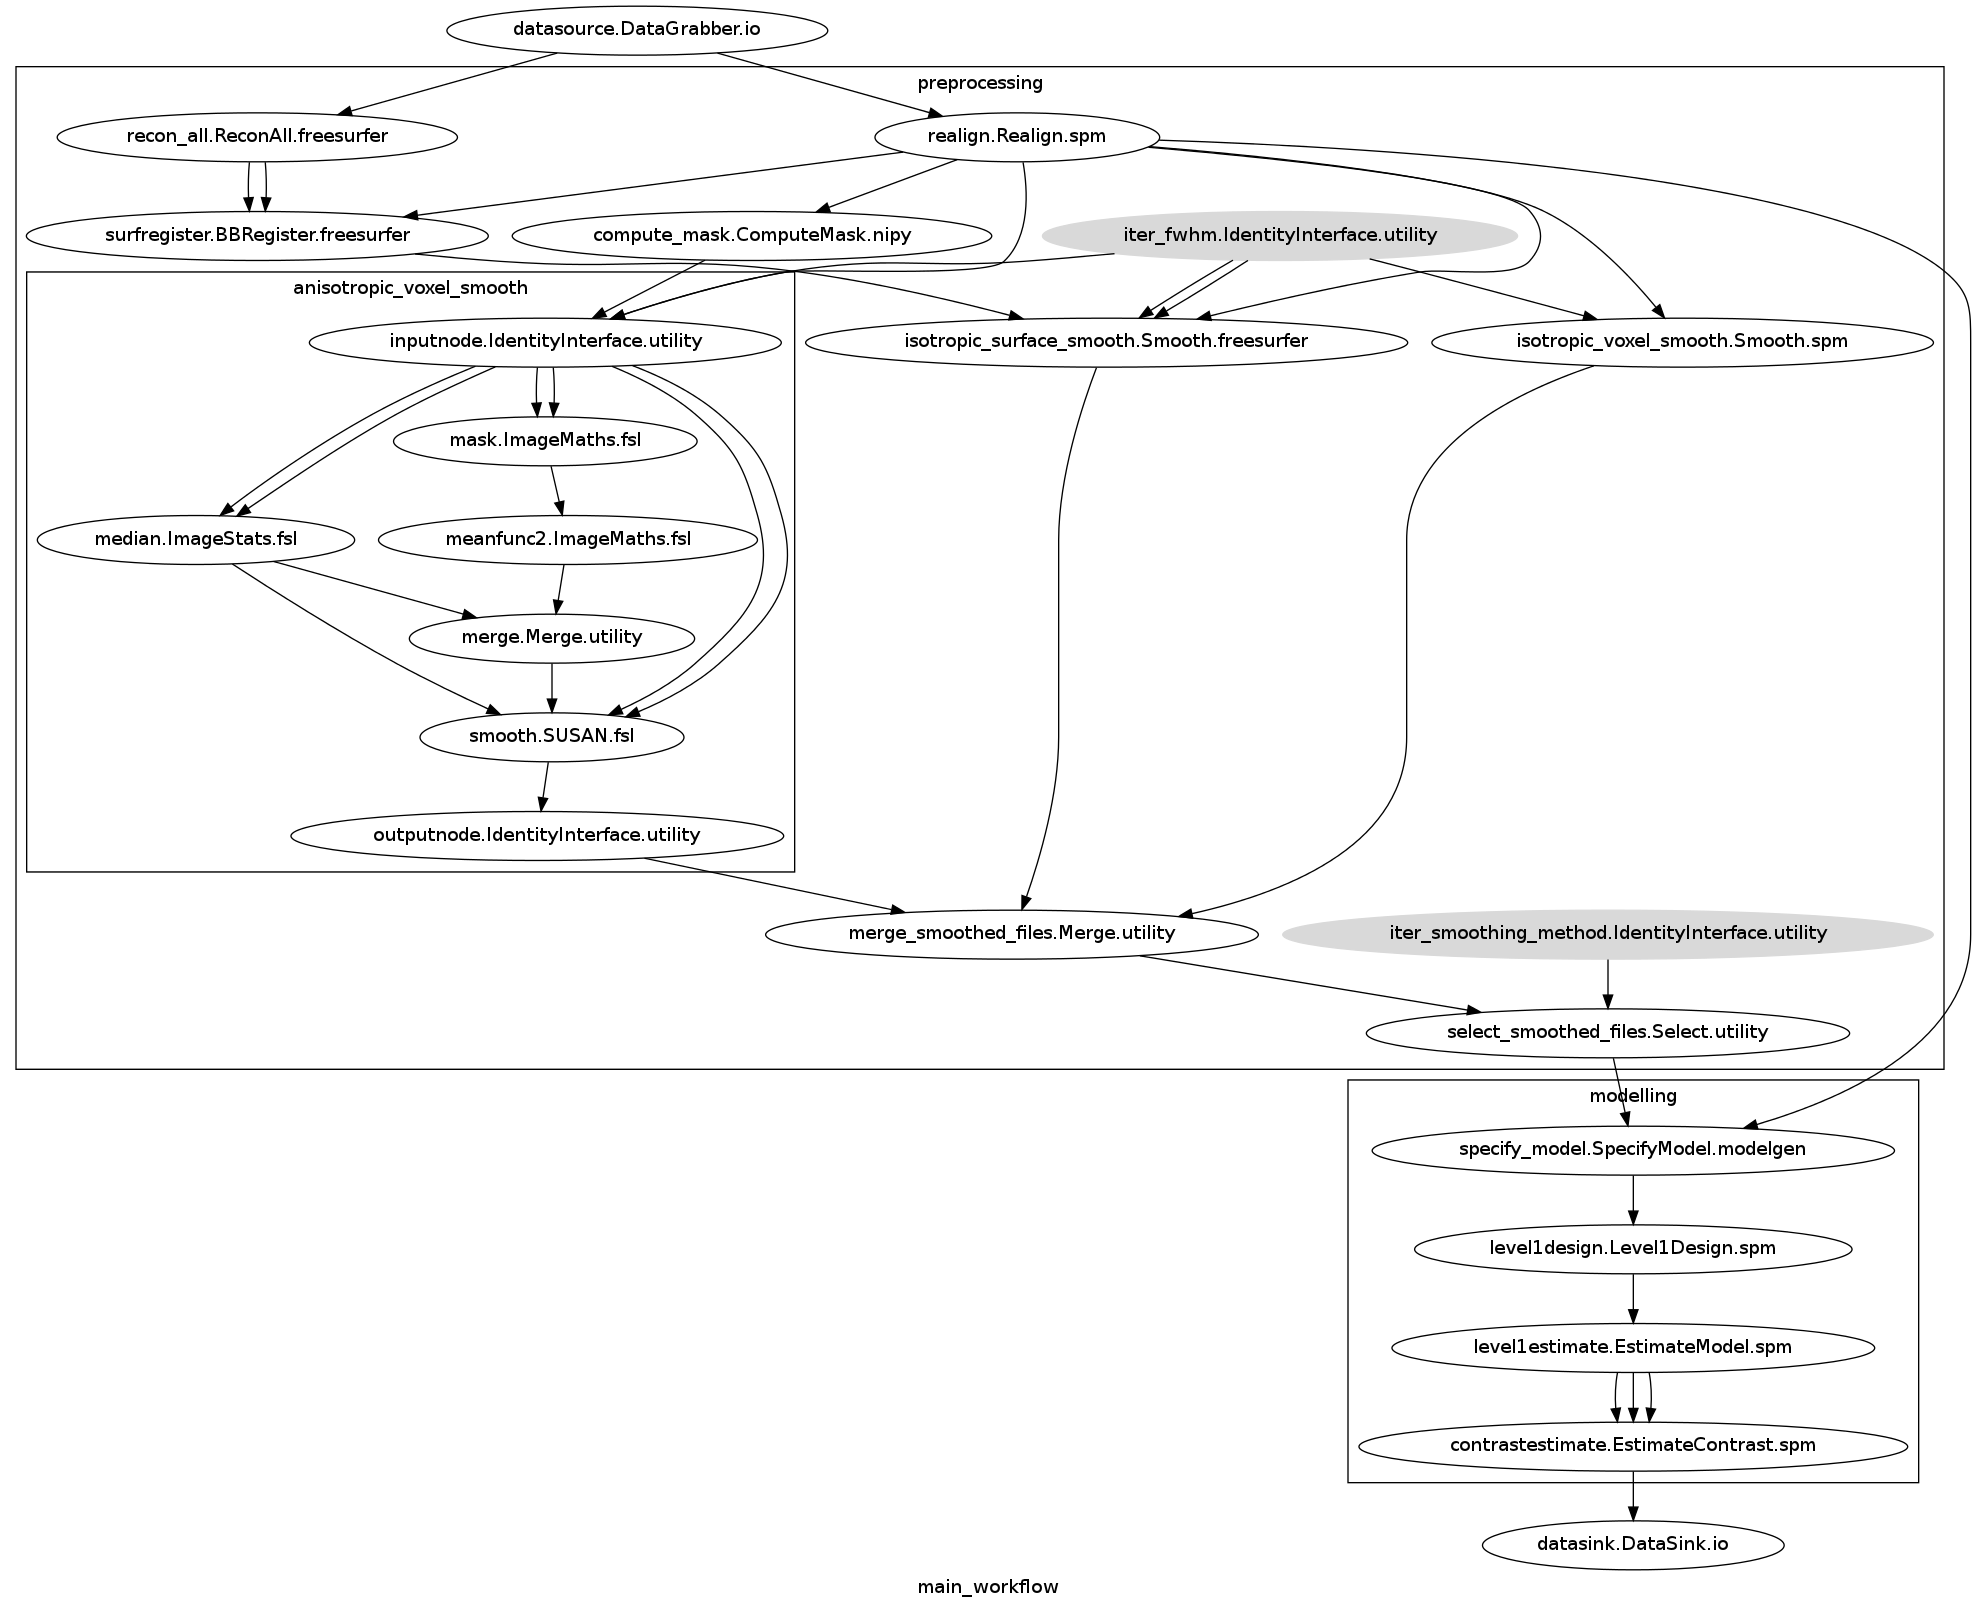 datasource.DataGrabber.io
preprocessing
recon_all.ReconAll.freesurfer
realign.Realign.spm
surfregister.BBRegister.freesurfer
compute_mask.ComputeMask.nipy
iter_fwhm.IdentityInterface.utility
anisotropic_voxel_smooth
inputnode.IdentityInterface.utility
isotropic_surface_smooth.Smooth.freesurfer
isotropic_voxel_smooth.Smooth.spm
mask.ImageMaths.fsl
median.ImageStats.fsl
meanfunc2.ImageMaths.fsl
merge.Merge.utility
smooth.SUSAN.fsl
outputnode.IdentityInterface.utility
merge_smoothed_files.Merge.utility
iter_smoothing_method.IdentityInterface.utility
select_smoothed_files.Select.utility
modelling
specify_model.SpecifyModel.modelgen
level1design.Level1Design.spm
level1estimate.EstimateModel.spm
contrastestimate.EstimateContrast.spm
datasink.DataSink.io
main_workflow